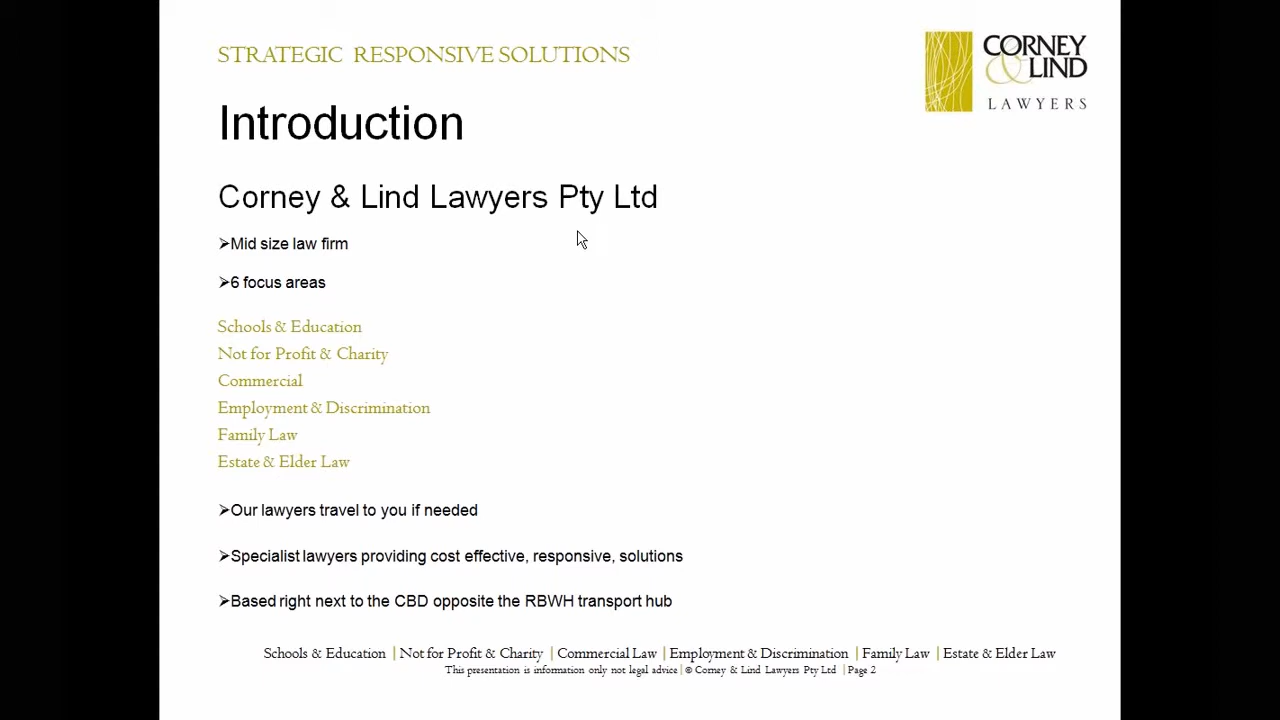 STRATEGIC RESPONSIVE SOLUTIONS
CORNEY
& LIND
LAWYERS
Introduction
Corney & Lind Lawyers Pty Ltd
➢Mid size law firm
➢6 focus areas
Schools & Education
Not for Profit & Charity
Commercial
Employment & Discrimination
Family Law
Estate & Elder Law
➢Our lawyers travel to you if needed
➢Specialist lawyers providing cost effective, responsive, solutions
➢Based right next to the CBD opposite the RBWH transport hub
Schools & Education | Not for Profit & Charity | Commercial Law | Employment & Discrimination | Family Law | Estate & Elder Law
This presentation is information only not legal advice | © Corney & Lind Lawyers Pty Ltd | Page 2